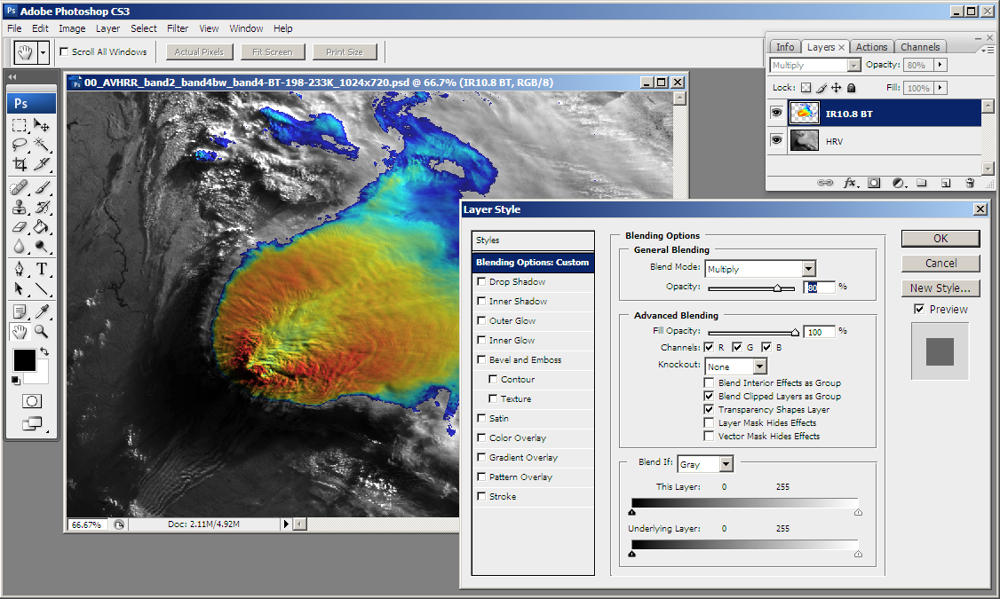 Ps Adobe Photoshop CS3
File Edit Image Layer Select Filter View Window Help
Scroll All Windows Actual Pixels Fit Screen Print Size
Ps
00_AVHRR_band2_band4bw_band4-BT-198-233K_1024x720.psd @ 66.7% (IR10.8 BT, RGB/8)
T
66.67% Doc: 2.11M/4.92M
Info Layers × Actions Channels
Multiply Opacity: 80%
Lock: Fill: 100%
IR10.8 BT
HRV
fx
Layer Style
Styles
Blending Options: Custom
Drop Shadow
Inner Shadow
Outer Glow
Inner Glow
Bevel and Emboss
Contour
Texture
Satin
Color Overlay
Gradient Overlay
Pattern Overlay
Stroke
Blending Options
General Blending
Blend Mode: Multiply
Opacity: 80 %
Advanced Blending
Fill Opacity: 100 %
Channels: R G B
Knockout: None
Blend Interior Effects as Group
Blend Clipped Layers as Group
Transparency Shapes Layer
Layer Mask Hides Effects
Vector Mask Hides Effects
Blend If: Gray
This Layer: 0 255
Underlying Layer: 0 255
OK
Cancel
New Style...
Preview